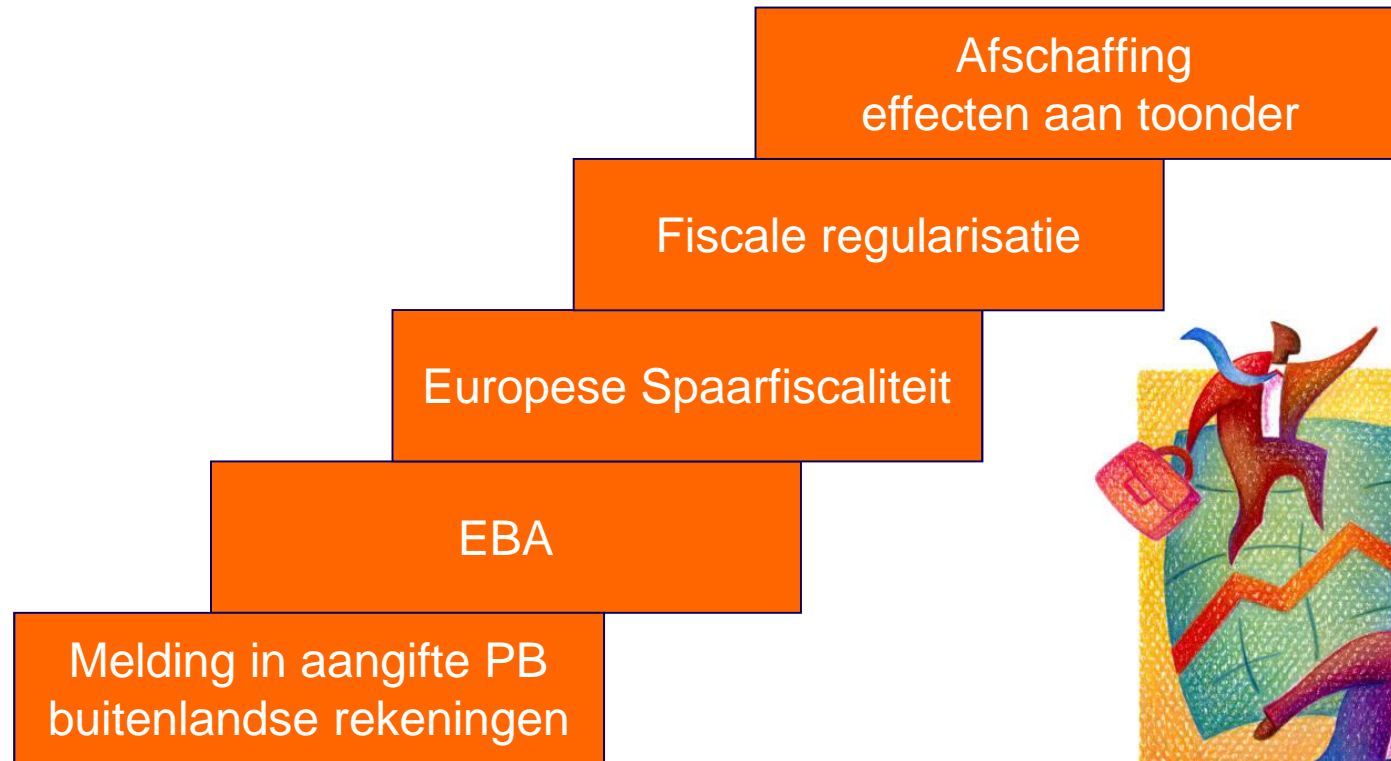 Afschaffing
effecten aan toonder
Fiscale regularisatie
Europese Spaarfiscaliteit
EBA
Melding in aangifte PB
buitenlandse rekeningen